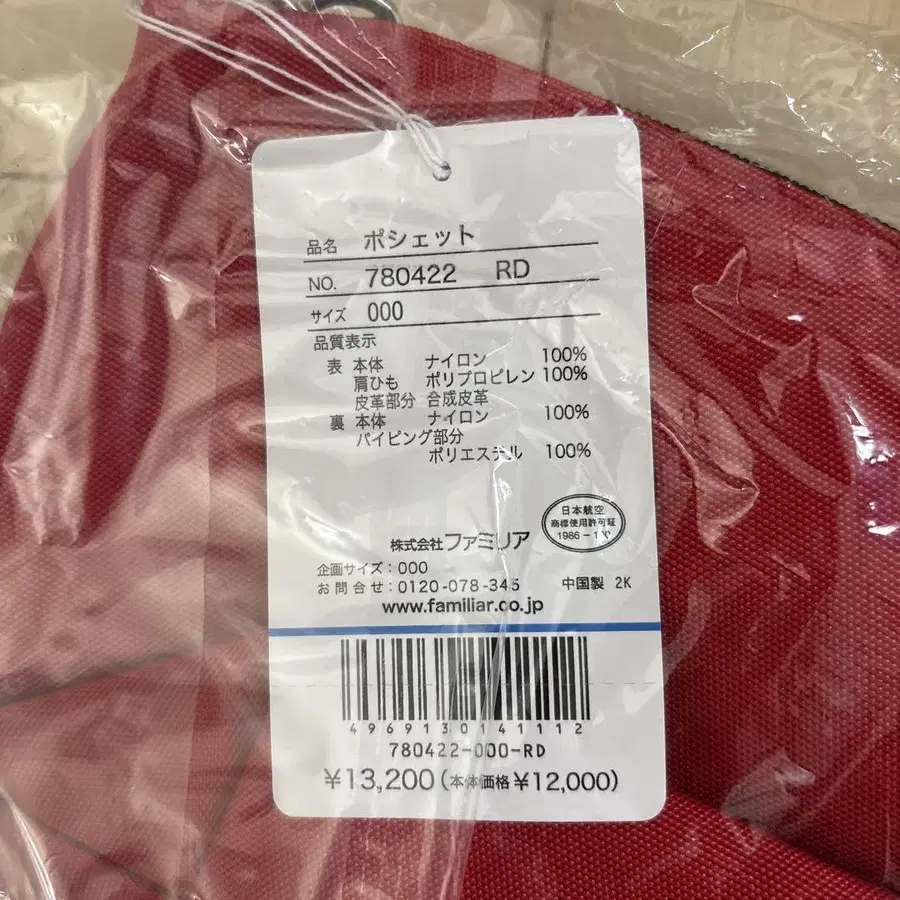 品名 ポシェット
NO. 780422 RD
サイズ 000
品質表示
表 本体 ナイロン 100%
肩ひも ポリプロピレン 100%
皮革部分 合成皮革
裏 本体 ナイロン 100%
パイピング部分
ポリエステル 100%
日本航空
商標使用許可証
1986-
株式会社ファミリア
企画サイズ:000
お問合せ:0120-078-345 中国製 2K
www.familiar.co.jp
4969130141112
780422-000-RD
¥13,200(本体価格¥12,000)